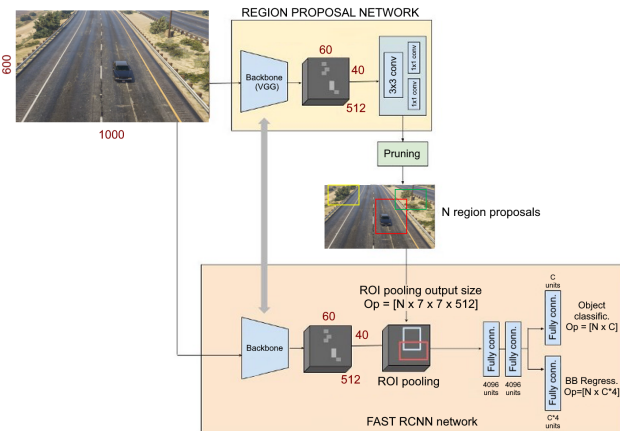 REGION PROPOSAL NETWORK
600
1000
Backbone
(VGG)
60
40
512
3x3 conv
1x1 conv
1x1 conv
Pruning
N region proposals
ROI pooling output size
Op = [N x 7 x 7 x 512]
Backbone
60
40
512
ROI pooling
Fully conn.
4096
units
Fully conn.
4096
units
C
units
Fully conn.
Object
classific.
Op = [N x C]
Fully conn.
C*4
units
BB Regress.
Op=[N x C*4]
FAST RCNN network